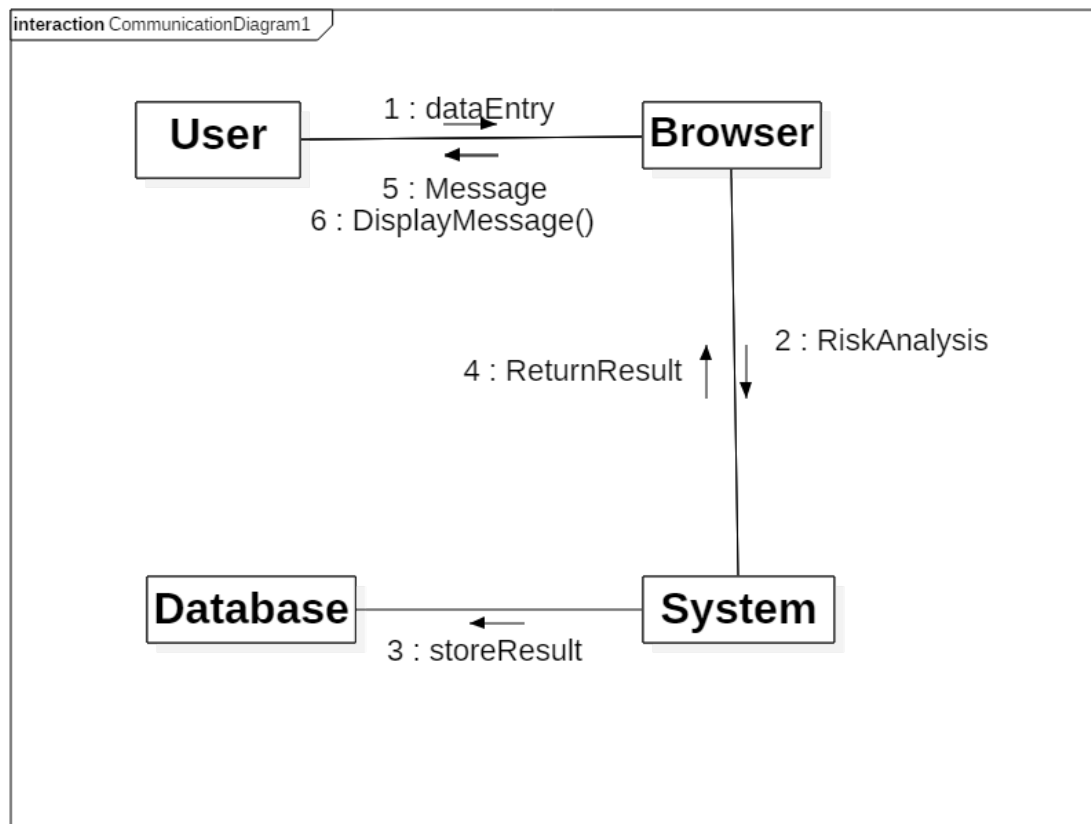 interaction CommunicationDiagram1
1 : dataEntry
User
Browser
5 : Message
6 : DisplayMessage()
2 : RiskAnalysis
4 : ReturnResult
Database
System
3 : storeResult